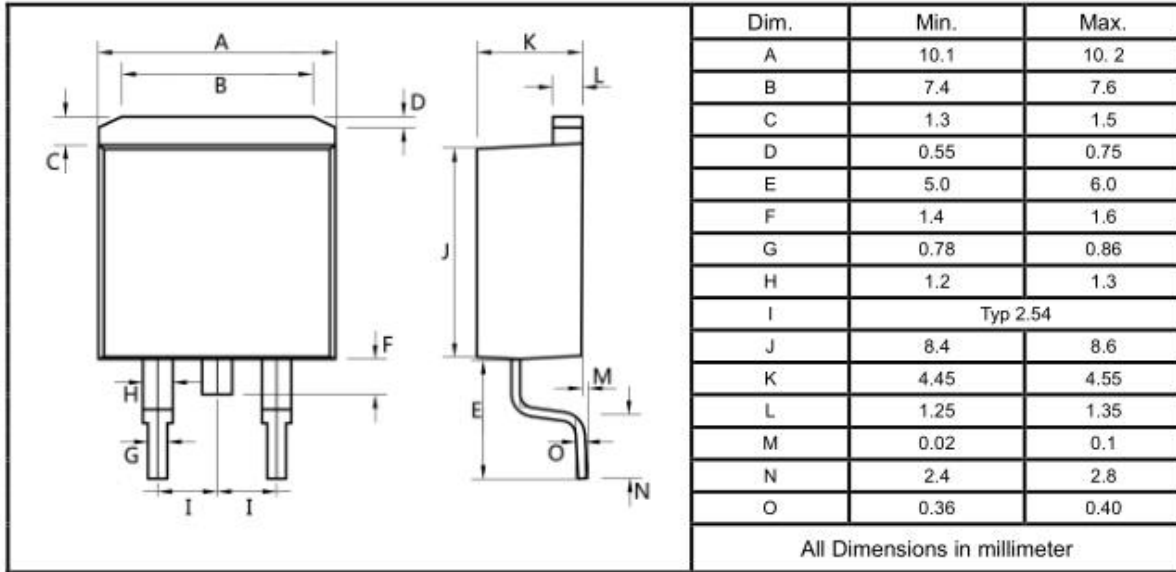 A
B
C
D
F
H
G
I I
K
L
J
E
M
O
N
Dim. Min. Max.
A 10.1 10. 2
B 7.4 7.6
C 1.3 1.5
D 0.55 0.75
E 5.0 6.0
F 1.4 1.6
G 0.78 0.86
H 1.2 1.3
I Typ 2.54
J 8.4 8.6
K 4.45 4.55
L 1.25 1.35
M 0.02 0.1
N 2.4 2.8
O 0.36 0.40
All Dimensions in millimeter